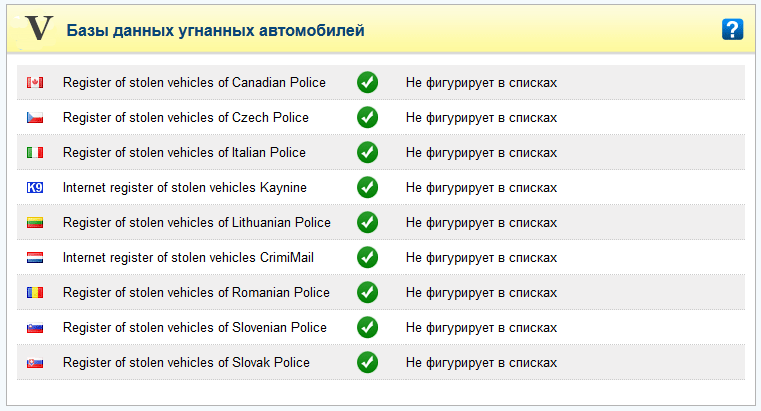 V Базы данных угнанных автомобилей ?
Register of stolen vehicles of Canadian Police Не фигурирует в списках
Register of stolen vehicles of Czech Police Не фигурирует в списках
Register of stolen vehicles of Italian Police Не фигурирует в списках
K9 Internet register of stolen vehicles Kaynine Не фигурирует в списках
Register of stolen vehicles of Lithuanian Police Не фигурирует в списках
Internet register of stolen vehicles CrimiMail Не фигурирует в списках
Register of stolen vehicles of Romanian Police Не фигурирует в списках
Register of stolen vehicles of Slovenian Police Не фигурирует в списках
Register of stolen vehicles of Slovak Police Не фигурирует в списках